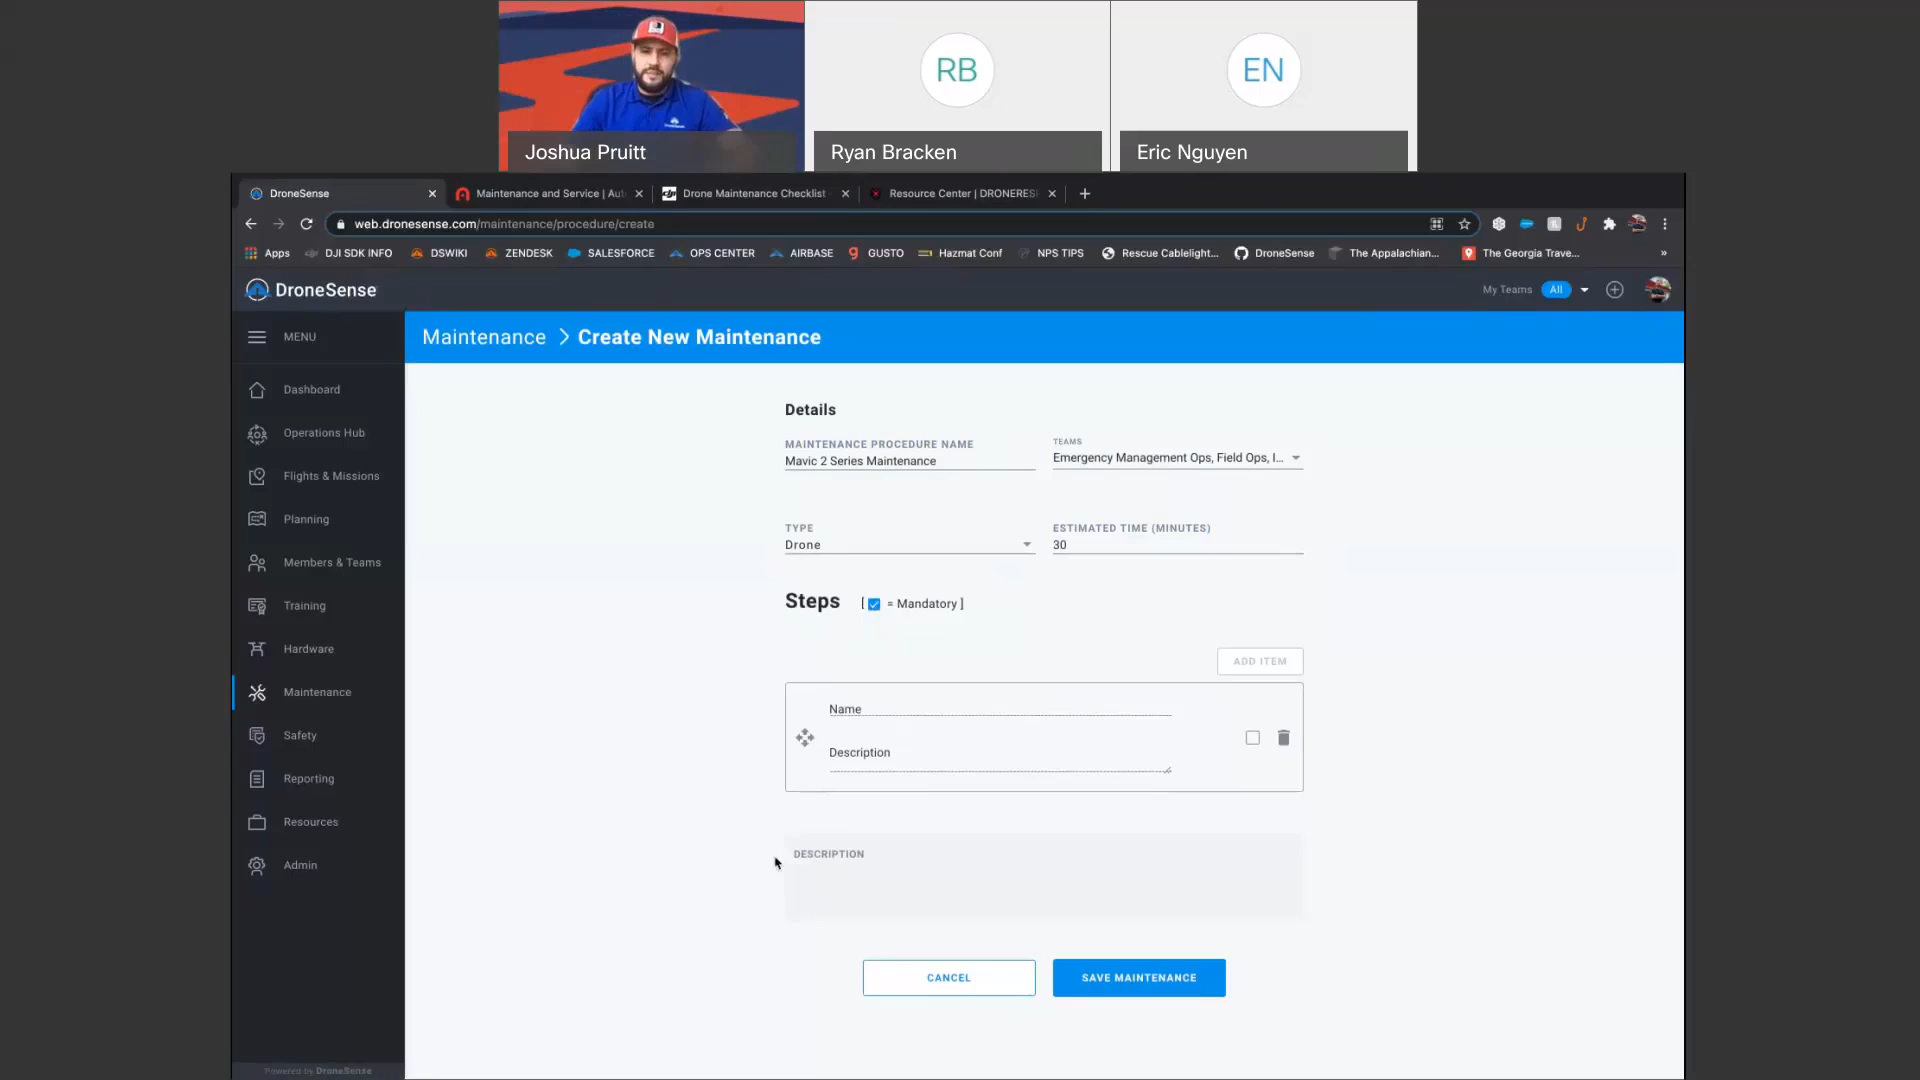 RB
EN
Joshua Pruitt
Ryan Bracken
Eric Nguyen
DroneSense
Maintenance and Service | Aut
Drone Maintenance Checklist
Resource Center | DRONERES
web.dronesense.com/maintenance/procedure/create
Apps
DJI SDK INFO
DSWIKI
ZENDESK
SALESFORCE
OPS CENTER
AIRBASE
GUSTO
Hazmat Conf
NPS TIPS
Rescue Cablelight...
DroneSense
The Appalachian...
The Georgia Trave...
»
DroneSense
My Teams All
MENU
Maintenance > Create New Maintenance
Dashboard
Operations Hub
Flights & Missions
Planning
Members & Teams
Training
Hardware
Maintenance
Safety
Reporting
Resources
Admin
Powered by DroneSense
Details
MAINTENANCE PROCEDURE NAME
Mavic 2 Series Maintenance
TEAMS
Emergency Management Ops, Field Ops, I...
TYPE
Drone
ESTIMATED TIME (MINUTES)
30
Steps [ = Mandatory ]
ADD ITEM
Name
Description
DESCRIPTION
CANCEL
SAVE MAINTENANCE